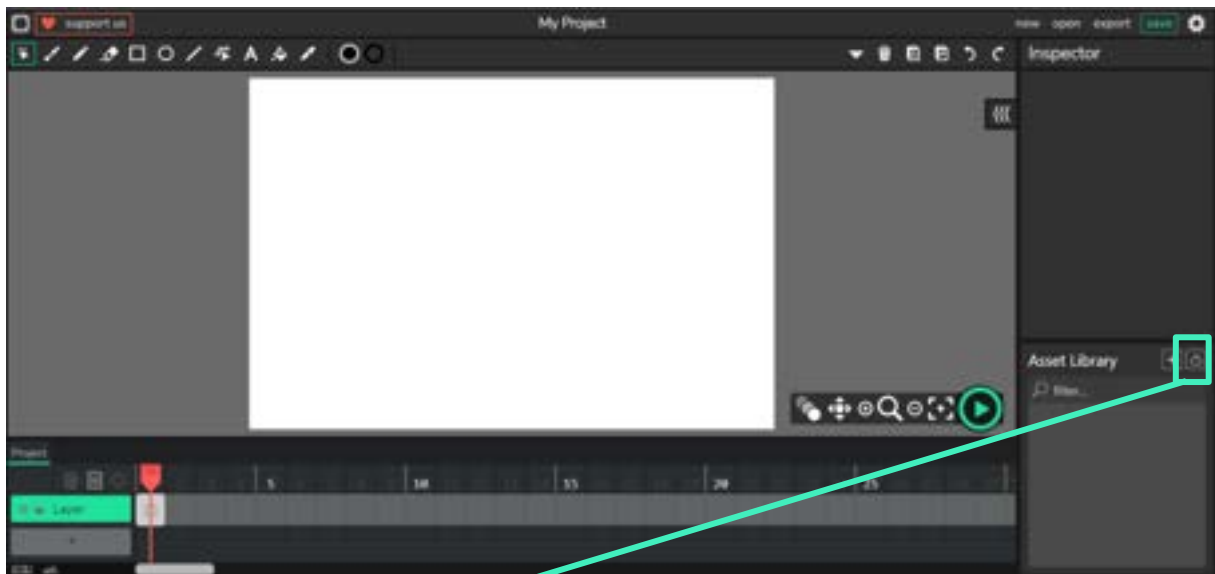 support us
My Project
new open export save
Inspector
A
Asset Library
filter...
Project
5 10 15 20 25
Layer